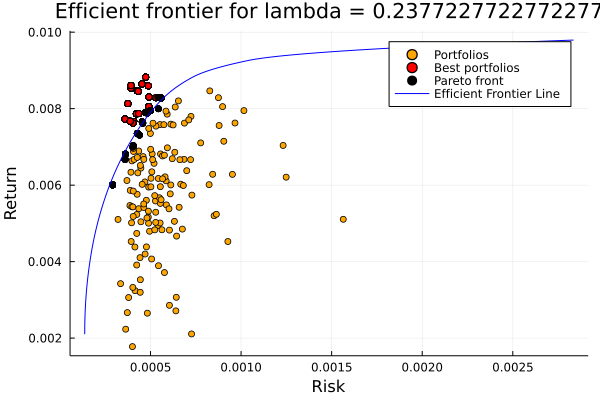 Efficient frontier for lambda = 0.2377227722772277
0.010
0.008
0.006
0.004
0.002
Return
Portfolios
Best portfolios
Pareto front
Efficient Frontier Line
0.0005 0.0010 0.0015 0.0020 0.0025
Risk